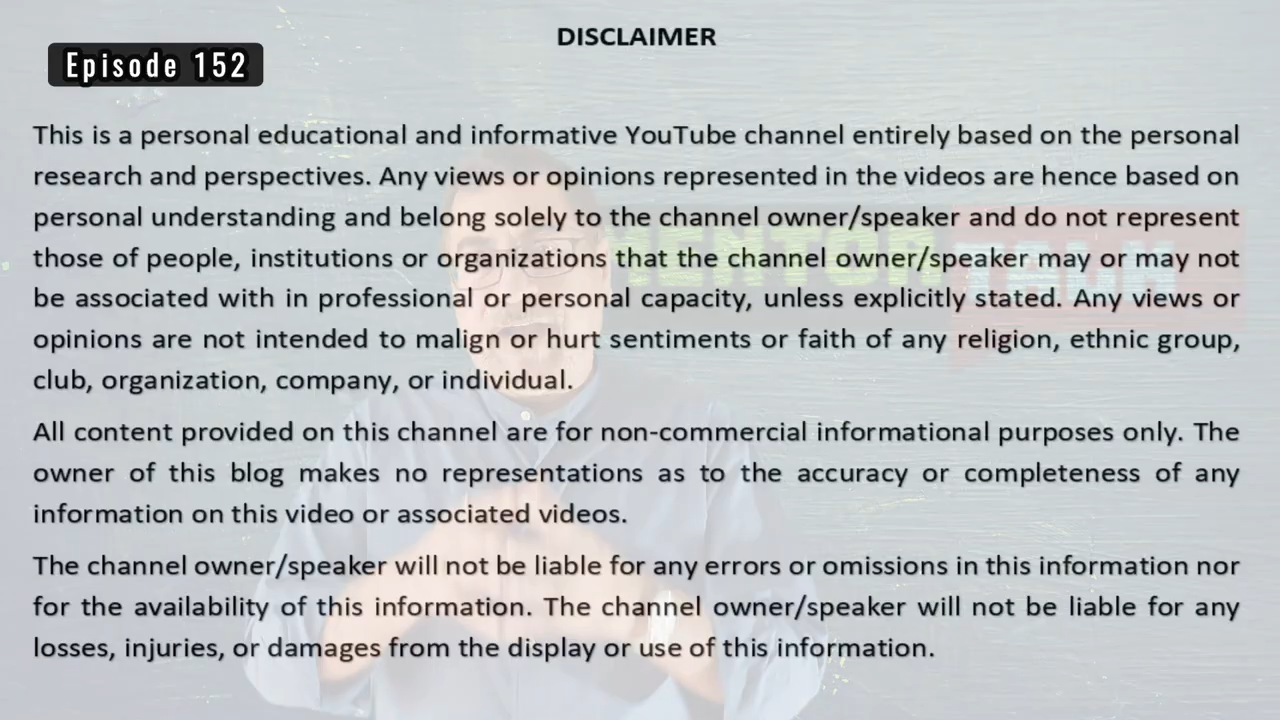 DISCLAIMER
Episode 152
This is a personal educational and informative YouTube channel entirely based on the personal
research and perspectives. Any views or opinions represented in the videos are hence based on
personal understanding and belong solely to the channel owner/speaker and do not represent
MENTOR
TALK
those of people, institutions or organizations that the channel owner/speaker may or may not
be associated with in professional or personal capacity, unless explicitly stated. Any views or
opinions are not intended to malign or hurt sentiments or faith of any religion, ethnic group,
club, organization, company, or individual.
All content provided on this channel are for non-commercial informational purposes only. The
owner of this blog makes no representations as to the accuracy or completeness of any
information on this video or associated videos.
The channel owner/speaker will not be liable for any errors or omissions in this information nor
for the availability of this information. The channel owner/speaker will not be liable for any
losses, injuries, or damages from the display or use of this information.